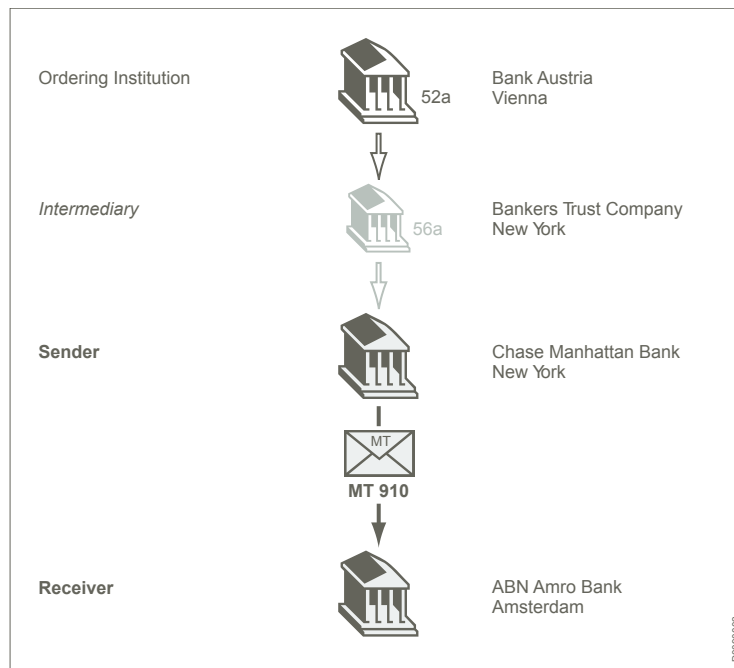 Ordering Institution
52a
Bank Austria
Vienna
Intermediary
56a
Bankers Trust Company
New York
Sender
Chase Manhattan Bank
New York
MT
MT 910
Receiver
ABN Amro Bank
Amsterdam